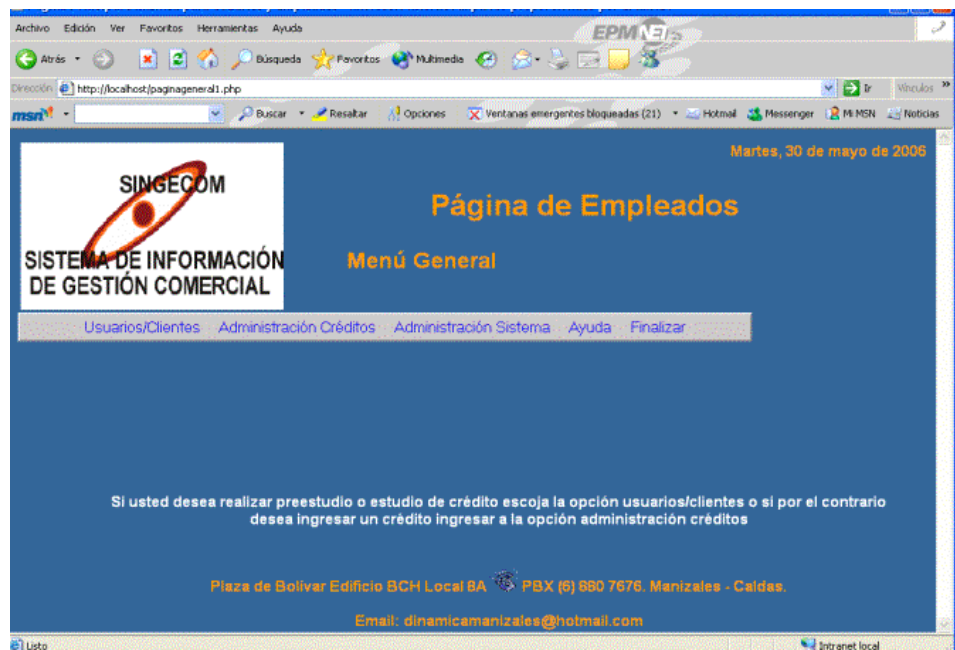 Archivo Edición Ver Favoritos Herramientas Ayuda
EPM NET
Atrás Búsqueda Favoritos Multimedia
Dirección http://localhost/paginageneral1.php Ir Vínculos »
msn Buscar Resaltar Opciones Ventanas emergentes bloqueadas (21) Hotmail Messenger Mi MSN Noticias
Martes, 30 de mayo de 2006
SINGECOM
SISTEMA DE INFORMACIÓN
DE GESTIÓN COMERCIAL
Página de Empleados
Menú General
Usuarios/Clientes Administración Créditos Administración Sistema Ayuda Finalizar
Si usted desea realizar preestudio o estudio de crédito escoja la opción usuarios/clientes o si por el contrario
desea ingresar un crédito ingresar a la opción administración créditos
Plaza de Bolívar Edificio BCH Local 8A PBX (6) 880 7676. Manizales - Caldas.
Email: dinamicamanizales@hotmail.com
Listo Intranet local